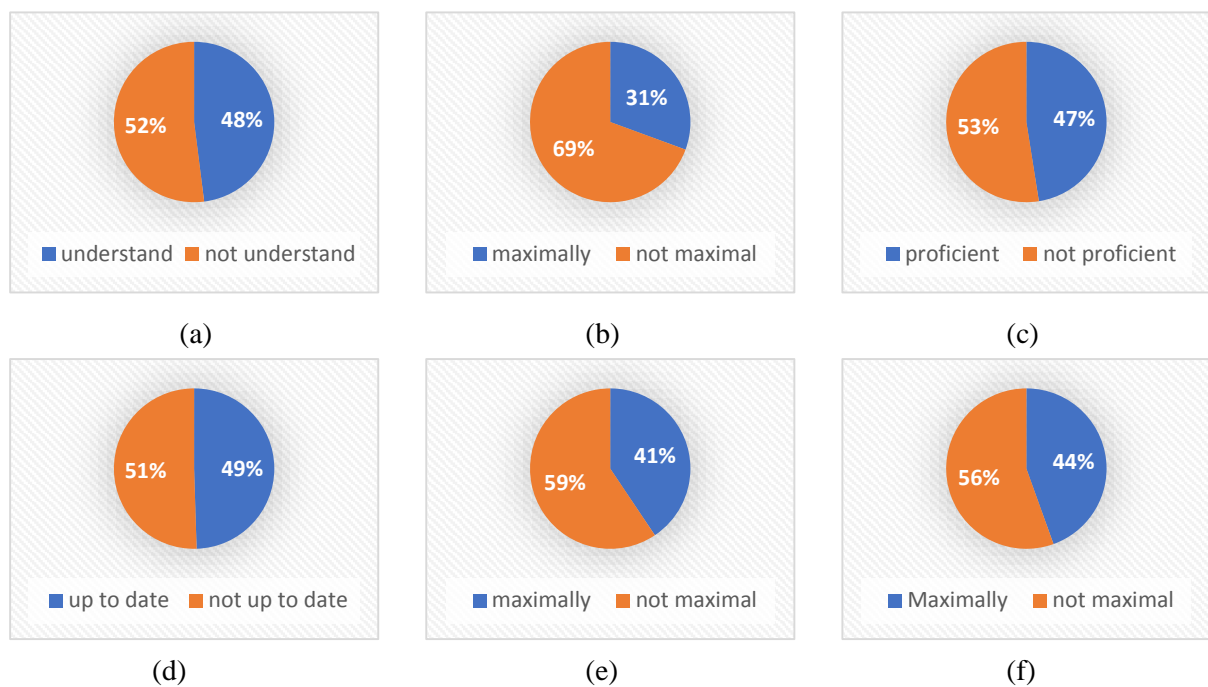 52% 48%
understand not understand
(a)
31%
69%
maximally not maximal
(b)
53% 47%
proficient not proficient
(c)
51% 49%
up to date not up to date
(d)
41%
59%
maximally not maximal
(e)
44%
56%
Maximally not maximal
(f)